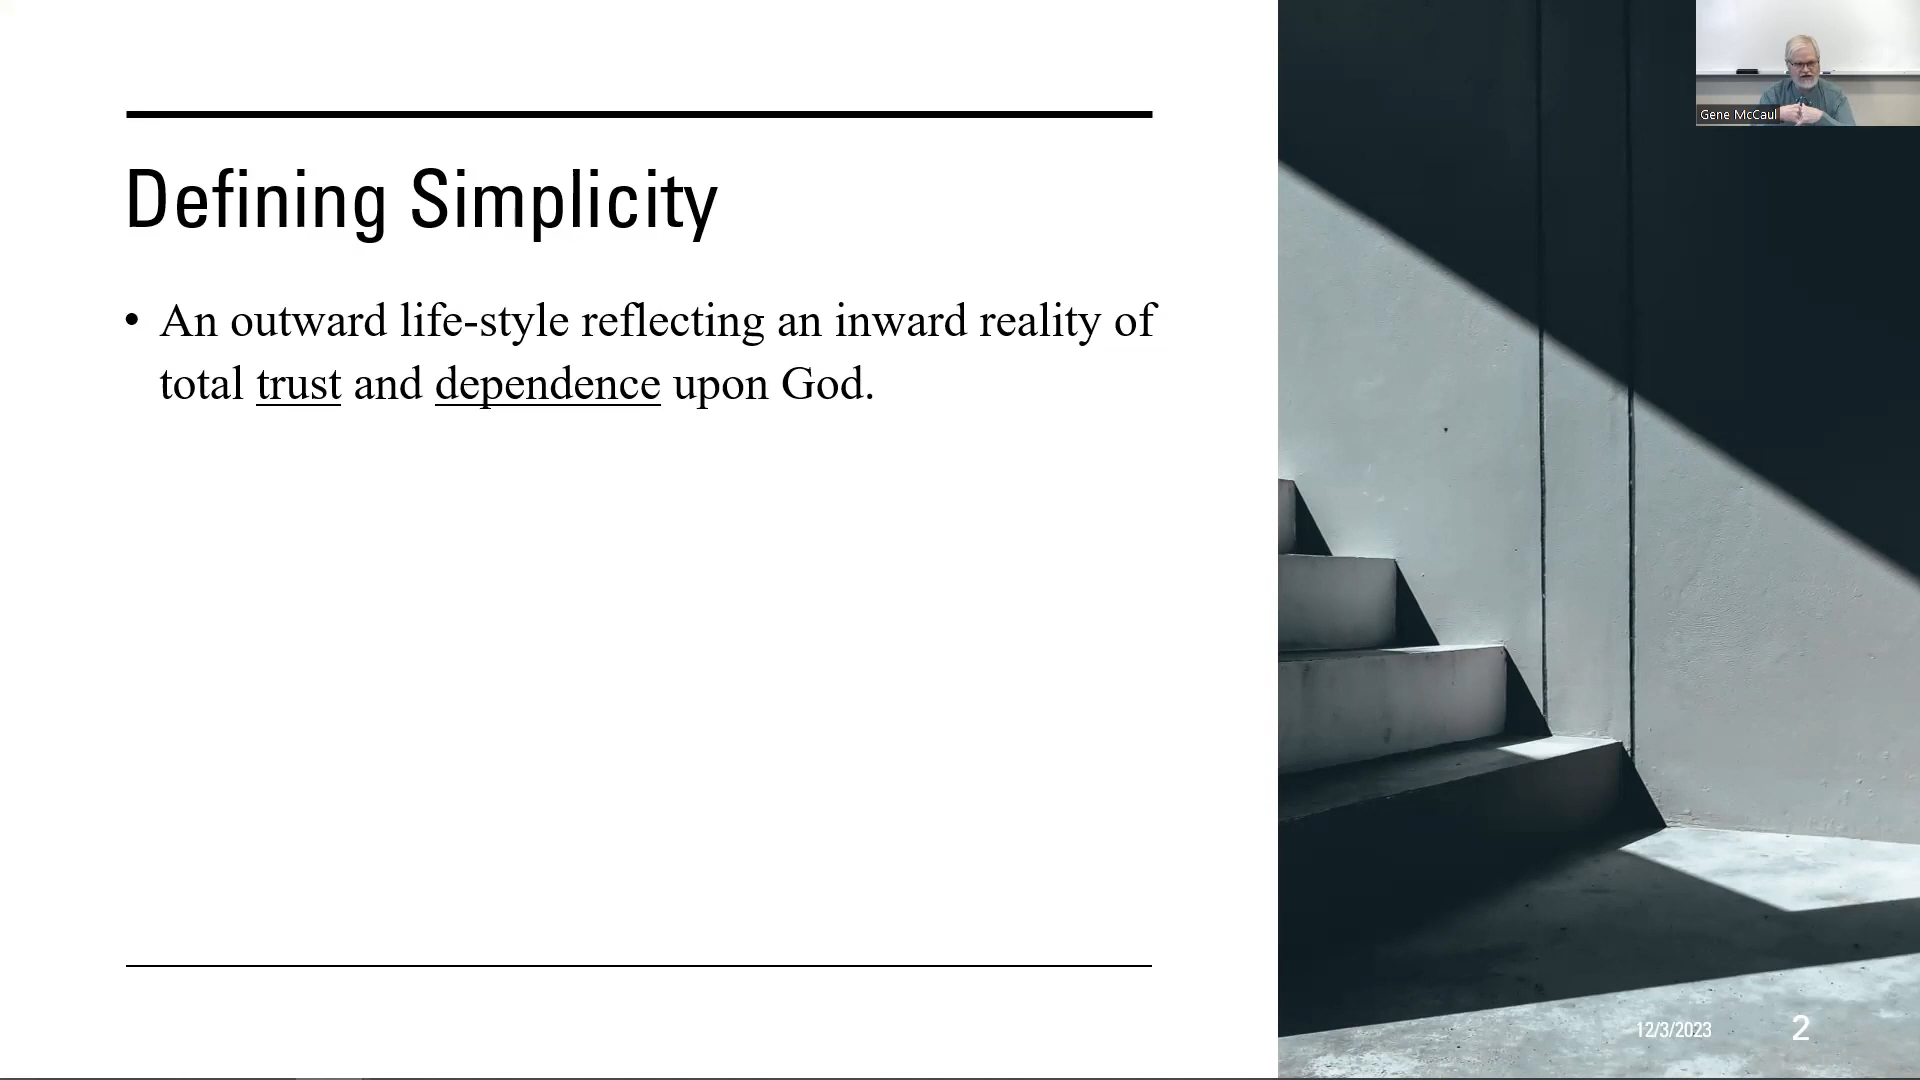 Gene McCaul
Defining Simplicity
• An outward life-style reflecting an inward reality of
total trust and dependence upon God.
12/3/2023
2